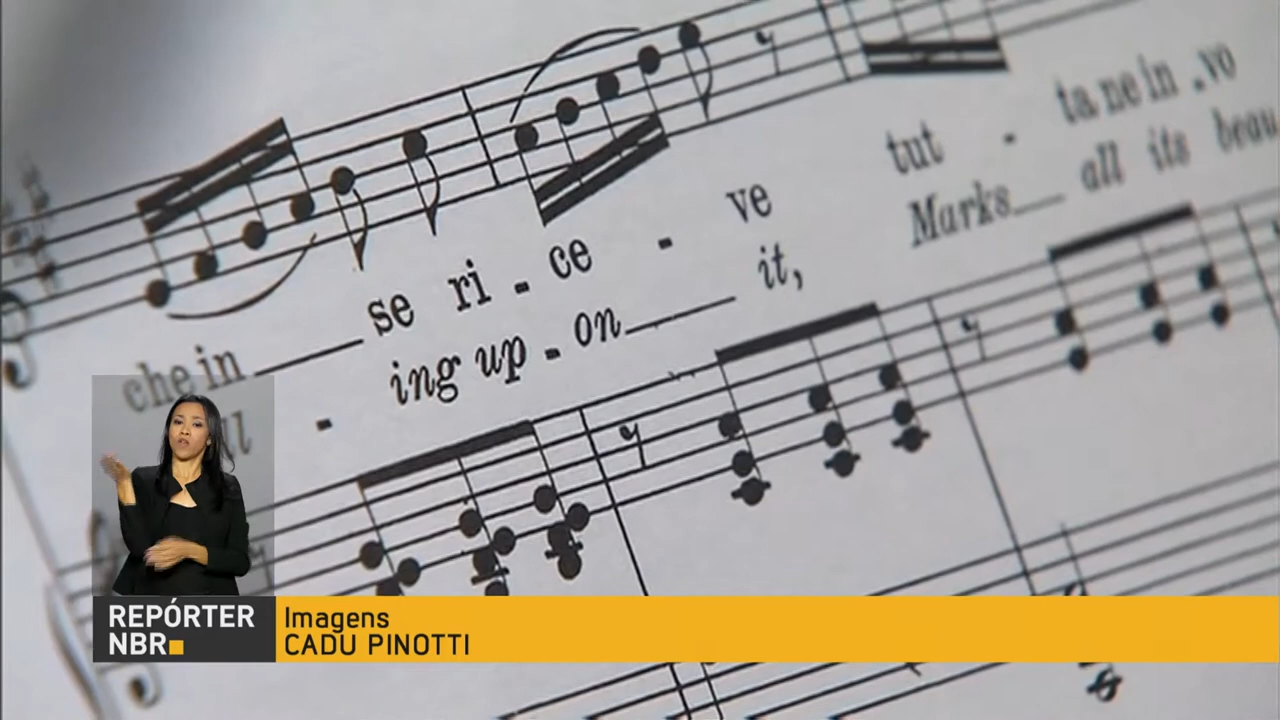 se ri - ce - ve tut - ta ne in . vo
che in
ing up - on it, Marks all its beau
REPÓRTER
NBR
Imagens
CADU PINOTTI